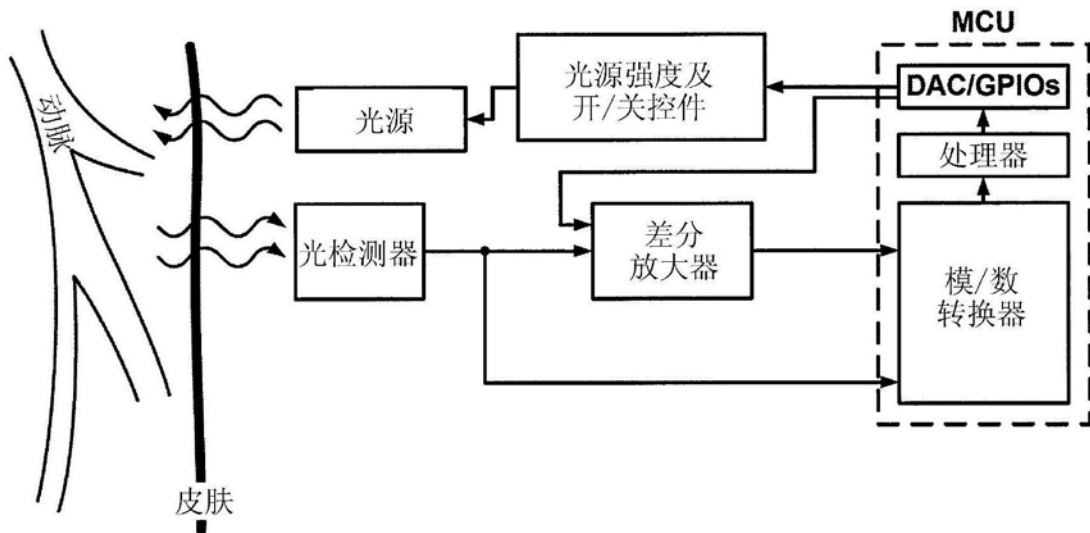 MCU
光源强度及
开/关控件
DAC/GPIOs
动脉
光源
处理器
光检测器
差分
放大器
模/数
转换器
皮肤